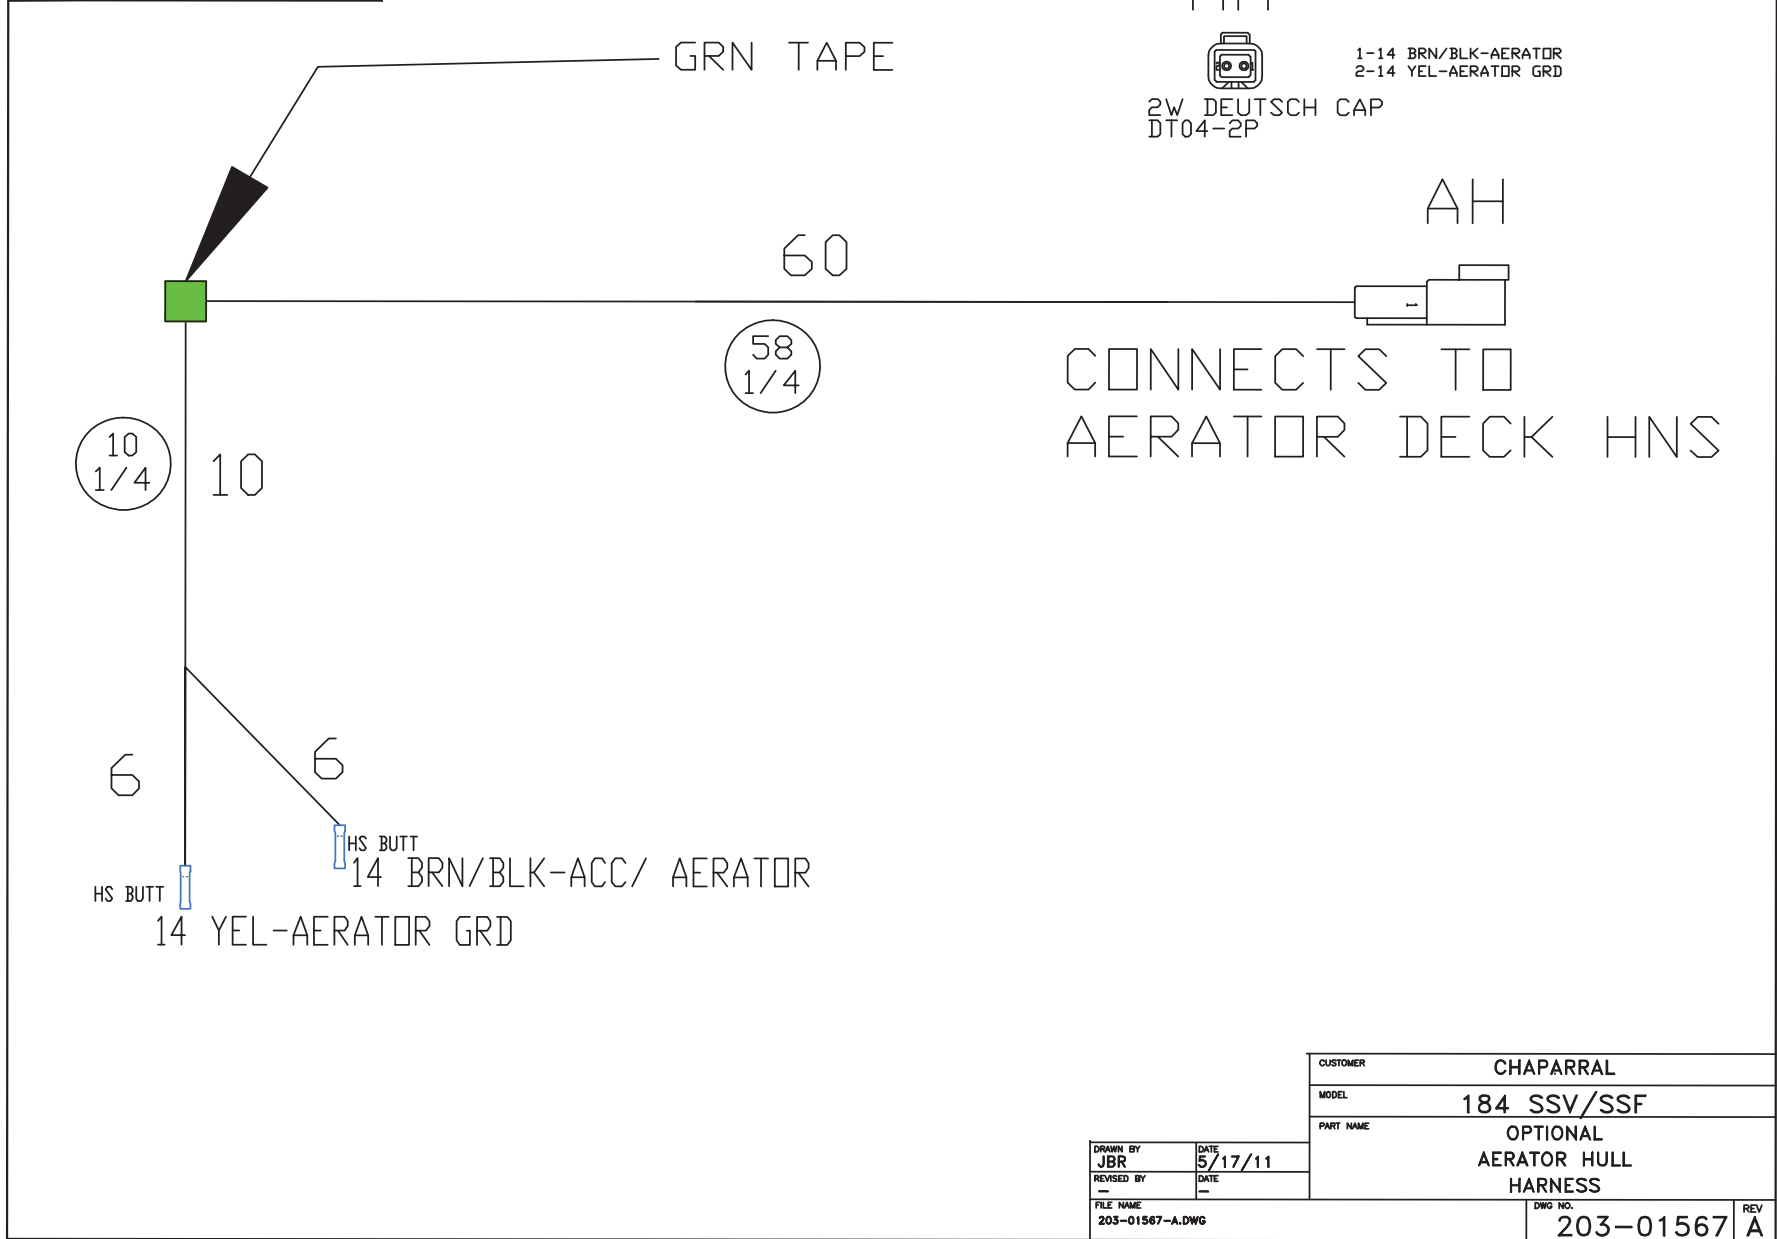 GRN TAPE
1-14 BRN/BLK-AERATOR
2-14 YEL-AERATOR GRD
2 1
2W DEUTSCH CAP
DT04-2P
AH
60
1
58
1/4
CONNECTS TO
AERATOR DECK HNS
10
1/4
10
6
6
HS BUTT
14 BRN/BLK-ACC/ AERATOR
HS BUTT
14 YEL-AERATOR GRD
CUSTOMER
CHAPARRAL
MODEL
184 SSV/SSF
PART NAME
OPTIONAL
AERATOR HULL
HARNESS
DRAWN BY
JBR
DATE
5/17/11
REVISED BY
-
DATE
-
FILE NAME
203-01567-A.DWG
DWG NO.
203-01567
REV
A